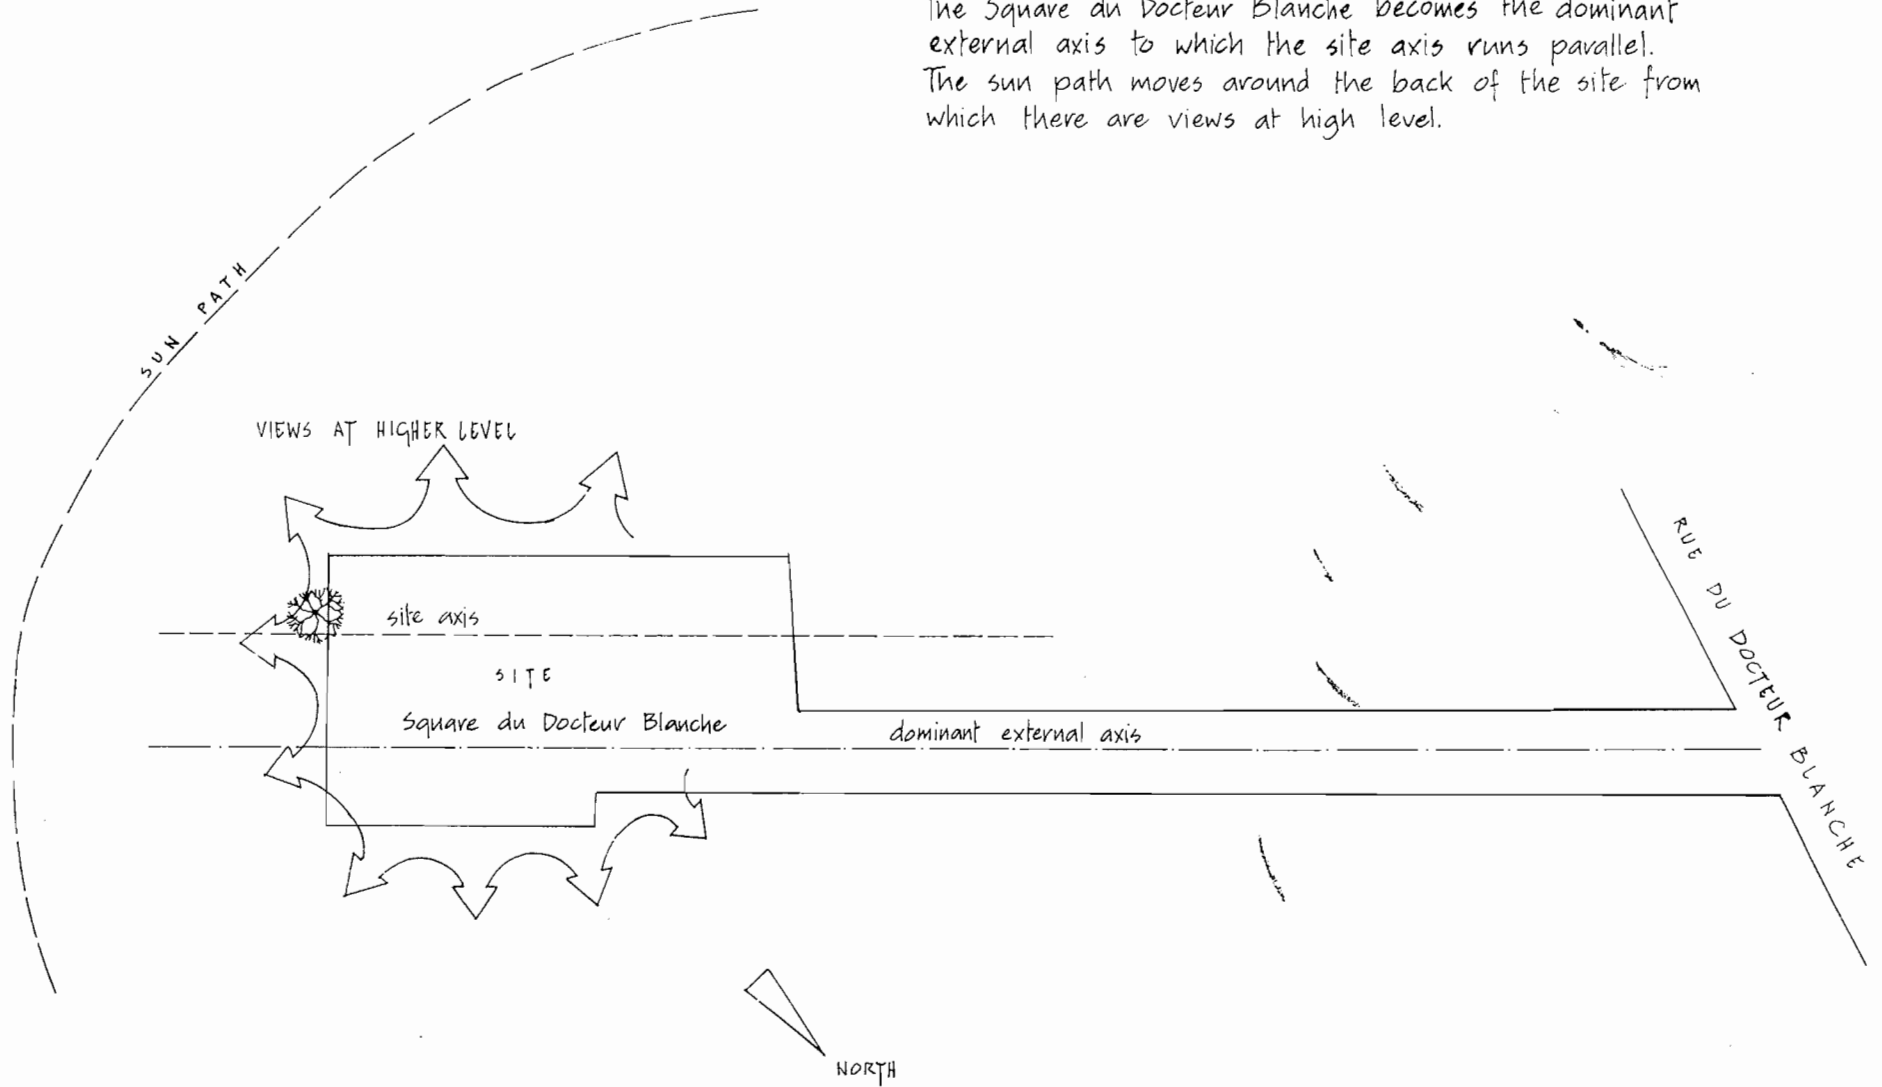 The Square du Docteur Blanche becomes the dominant
external axis to which the site axis runs parallel.
The sun path moves around the back of the site from
which there are views at high level.
SUN PATH
VIEWS AT HIGHER LEVEL
RUE DU DOCTEUR BLANCHE
site axis
SITE
Square du Docteur Blanche
dominant external axis
NORTH